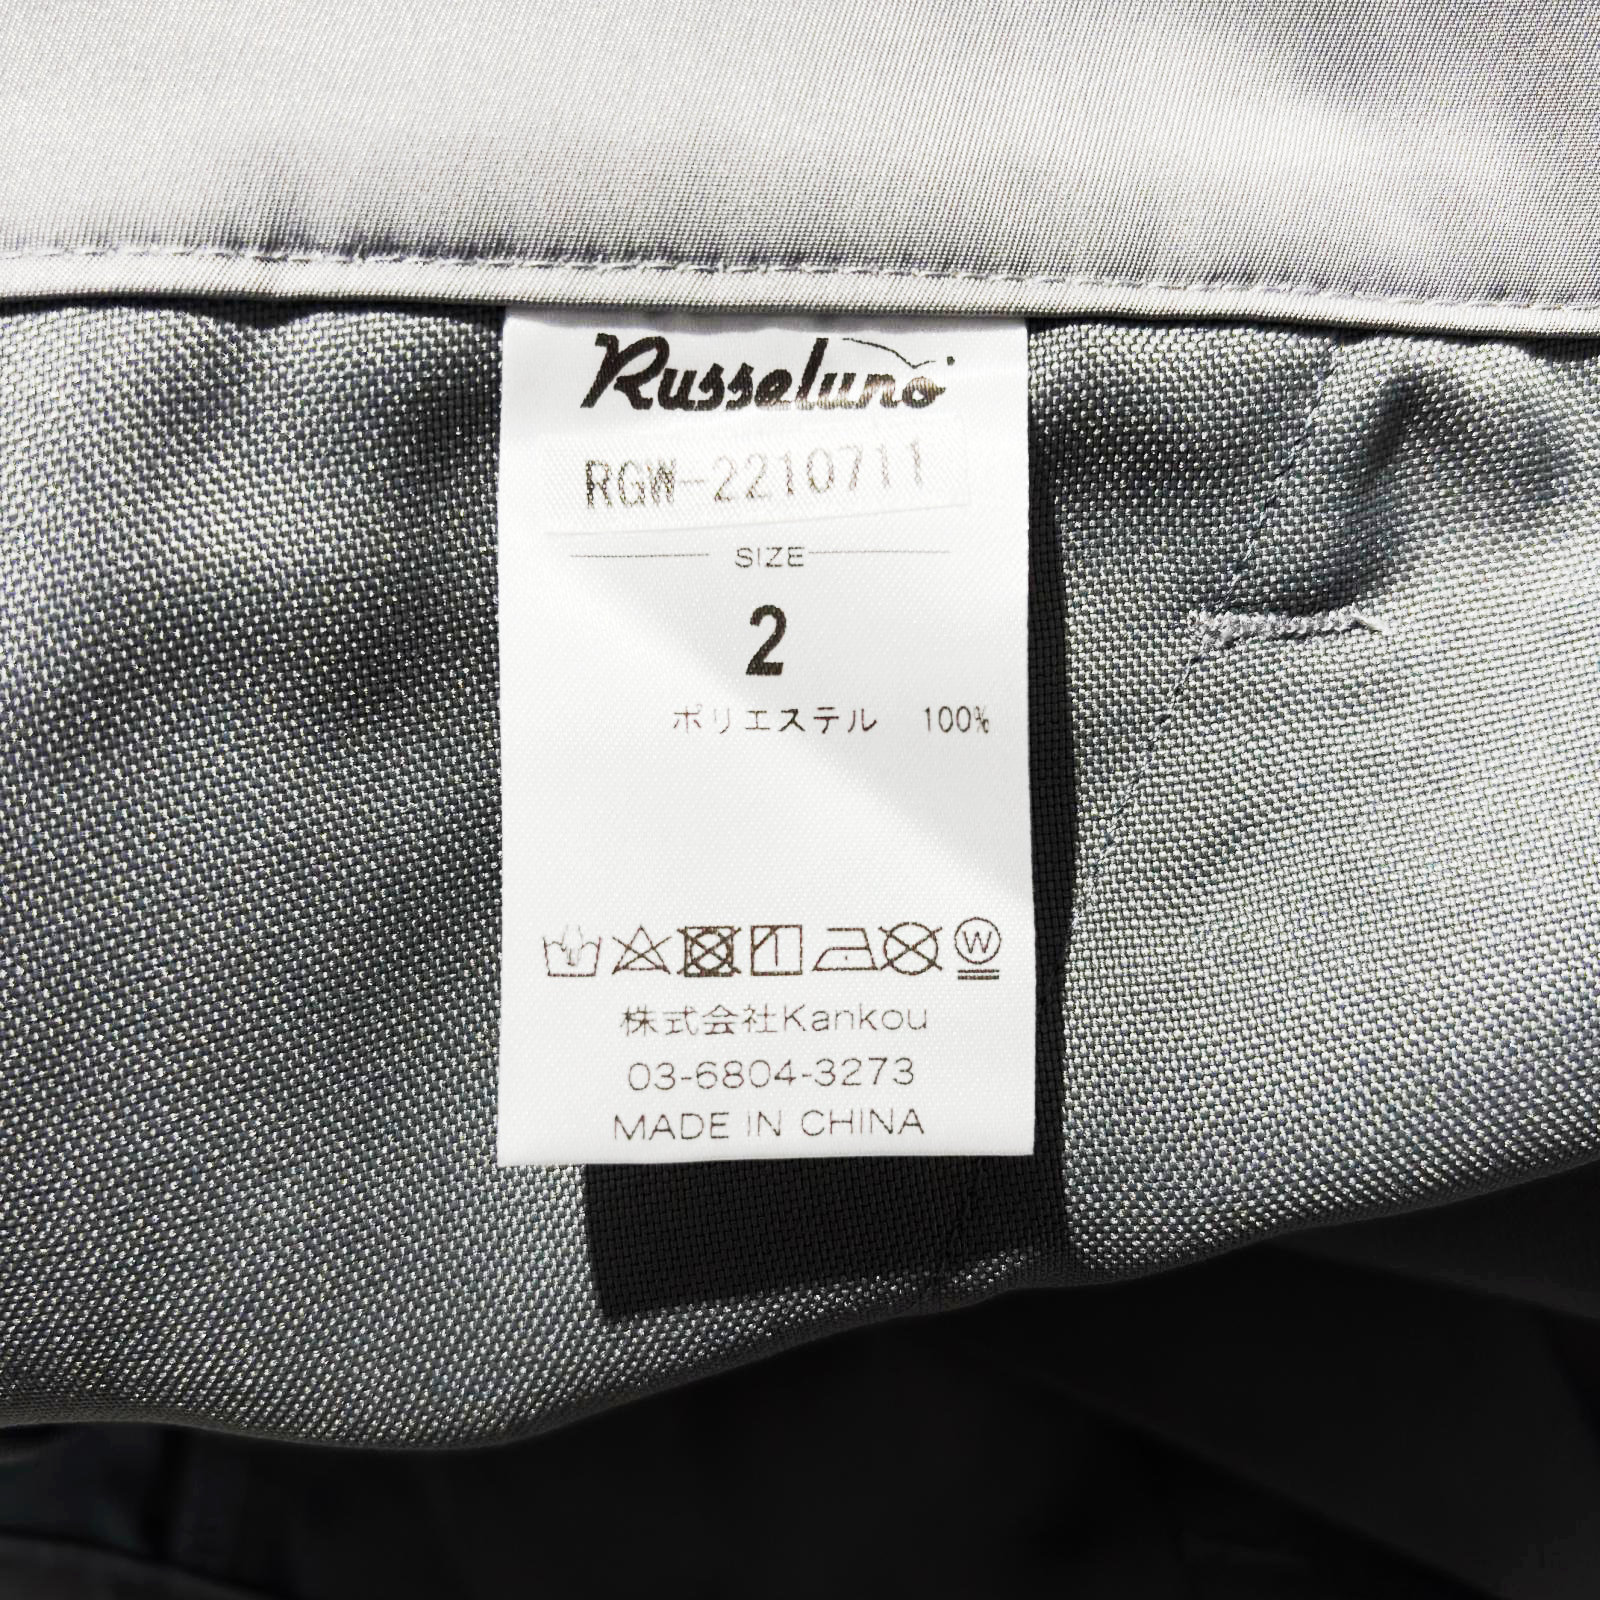 Russeluno
RGW-2210711
SIZE
2
ポリエステル 100%
W
株式会社Kankou
03-6804-3273
MADE IN CHINA